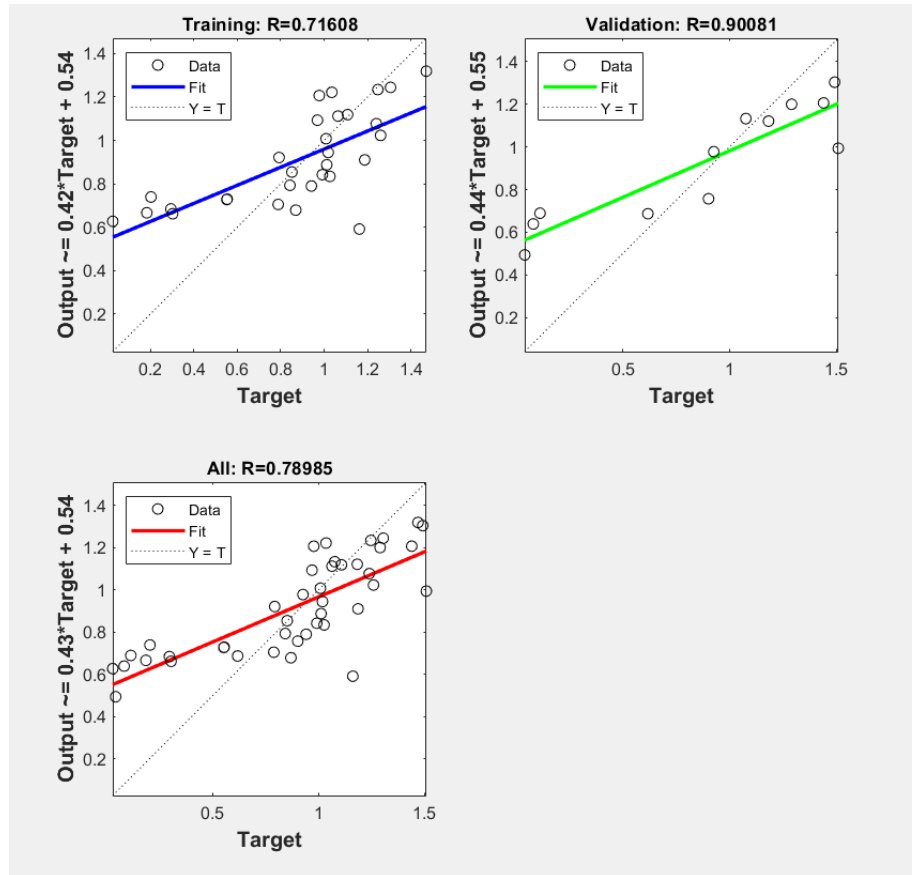 Training: R=0.71608
Output ~= 0.42*Target + 0.54
1.4
1.2
1
0.8
0.6
0.4
0.2
Data
Fit
Y = T
0.2 0.4 0.6 0.8 1 1.2 1.4
Target
Validation: R=0.90081
Output ~= 0.44*Target + 0.55
1.4
1.2
1
0.8
0.6
0.4
0.2
Data
Fit
Y = T
0.5 1 1.5
Target
All: R=0.78985
Output ~= 0.43*Target + 0.54
1.4
1.2
1
0.8
0.6
0.4
0.2
Data
Fit
Y = T
0.5 1 1.5
Target